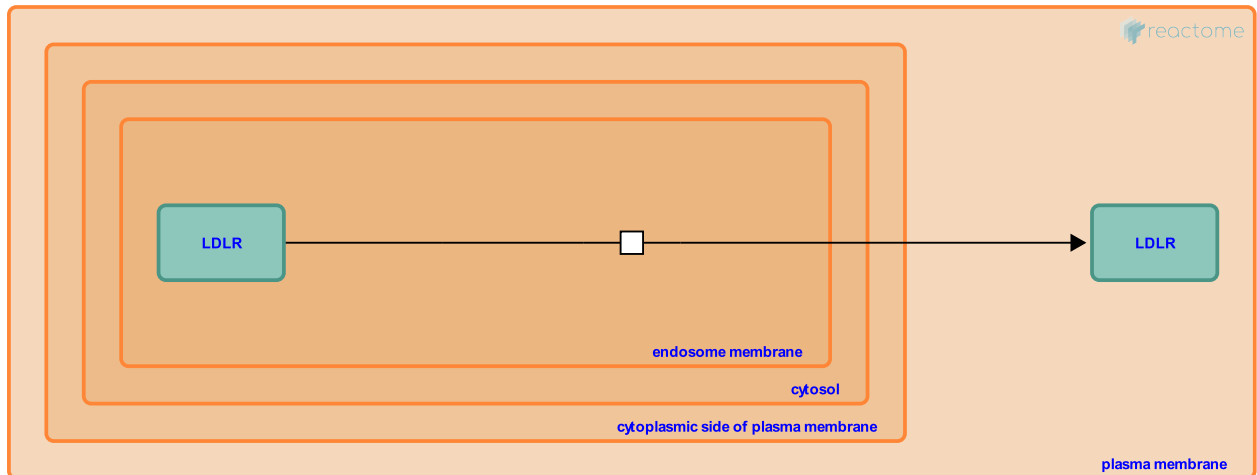 reactome
LDLR
LDLR
endosome membrane
cytosol
cytoplasmic side of plasma membrane
plasma membrane